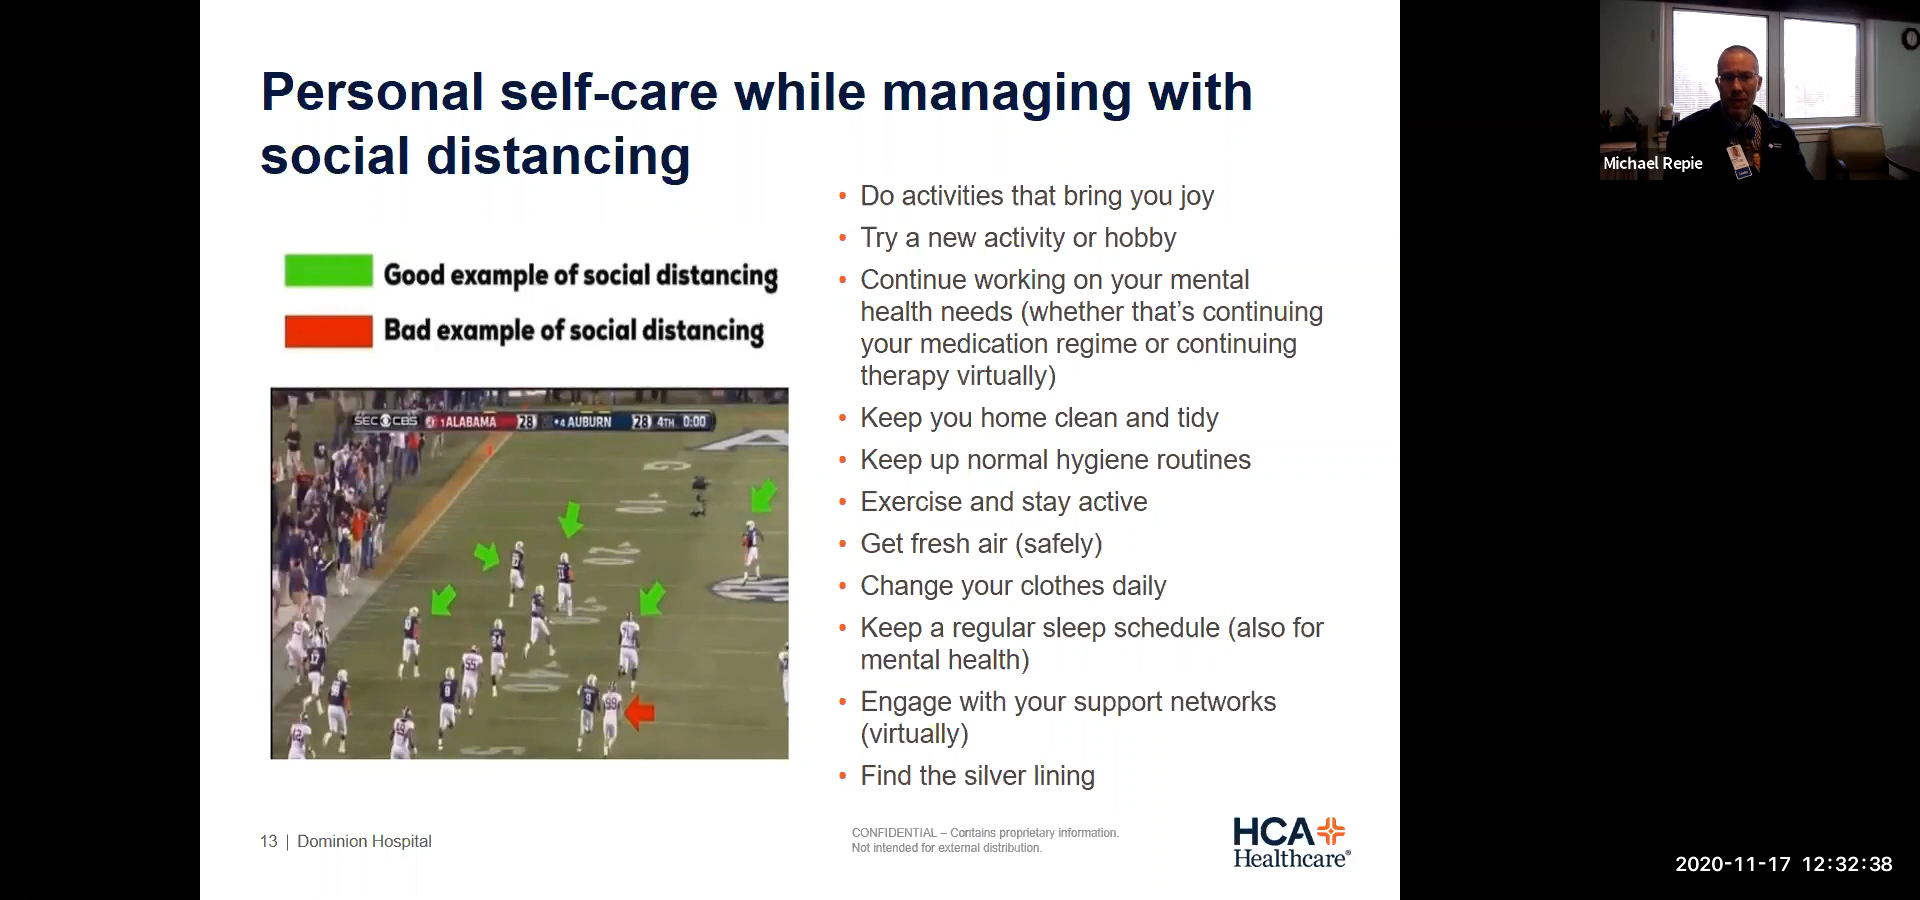 Personal self-care while managing with
social distancing
Good example of social distancing
Bad example of social distancing
SEC CBS 1 ALABAMA 28 4 AUBURN 28 4TH 0:00
• Do activities that bring you joy
• Try a new activity or hobby
• Continue working on your mental
health needs (whether that’s continuing
your medication regime or continuing
therapy virtually)
• Keep you home clean and tidy
• Keep up normal hygiene routines
• Exercise and stay active
• Get fresh air (safely)
• Change your clothes daily
• Keep a regular sleep schedule (also for
mental health)
• Engage with your support networks
(virtually)
• Find the silver lining
13 | Dominion Hospital
CONFIDENTIAL – Contains proprietary information.
Not intended for external distribution.
HCA
Healthcare®
Michael Repie
2020-11-17 12:32:38